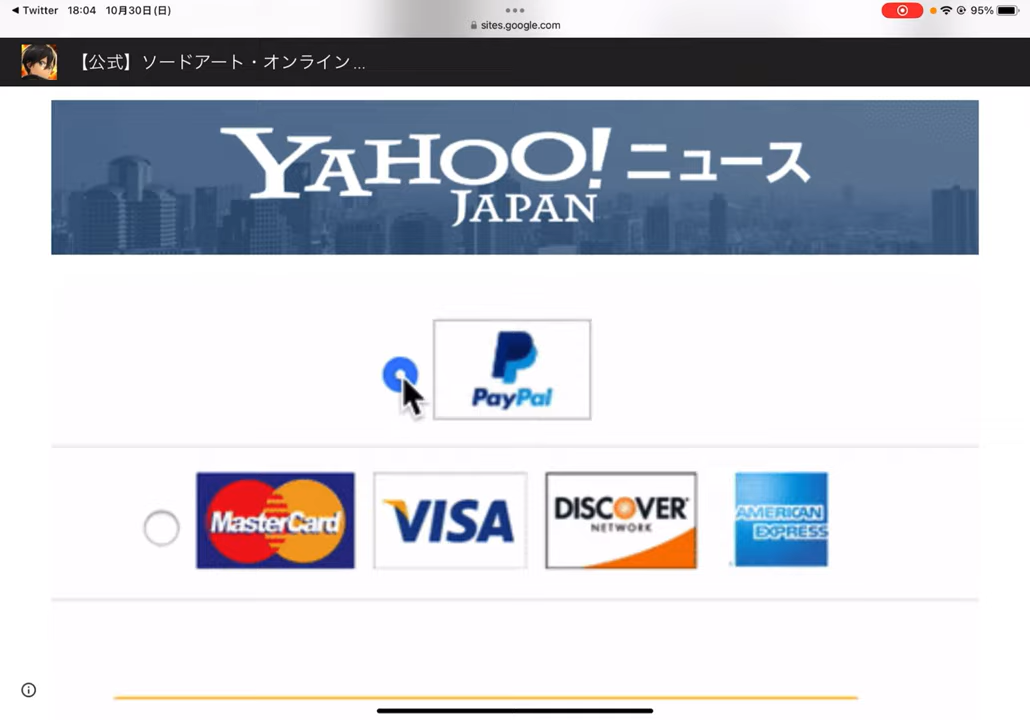 Twitter 18:04 10月30日(日) 95%
sites.google.com
【公式】ソードアート・オンライン...
YAHOO! ニュース
JAPAN
PayPal
MasterCard VISA DISCOVER AMERICAN
NETWORK EXPRESS